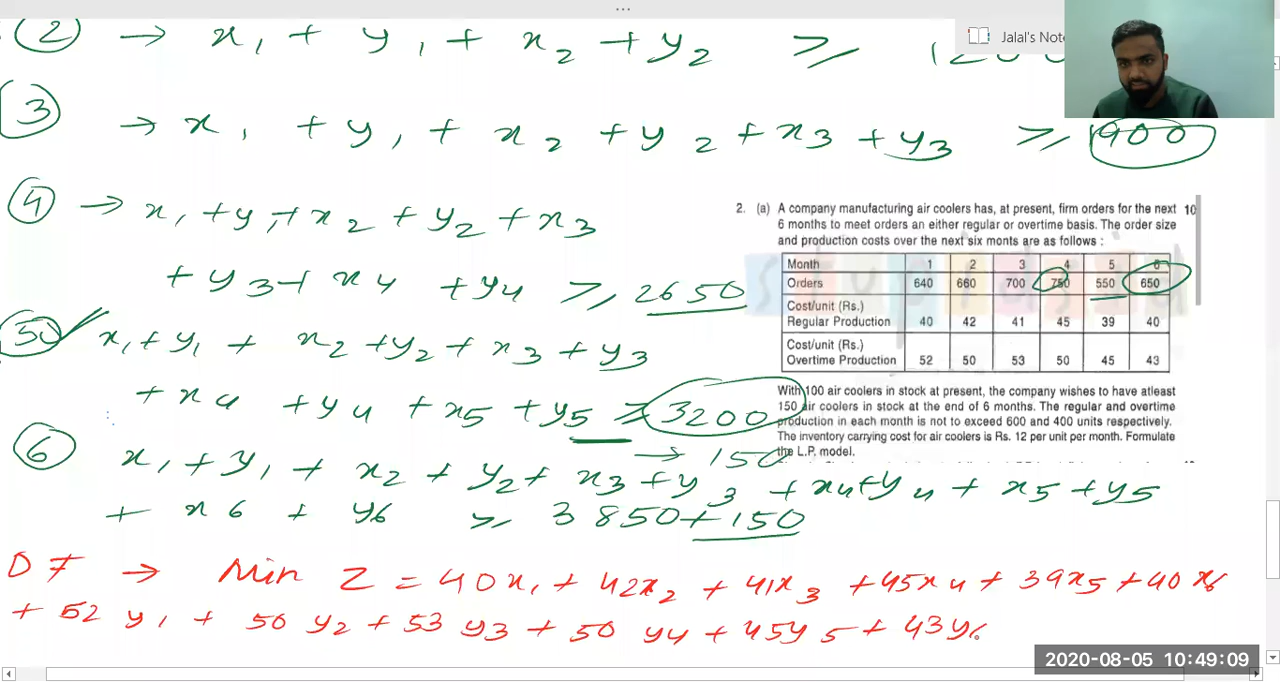 ...
Jalal's Note
(2) → x1 + y1 + x2 + y2 ≥ 1200
(3) → x1 + y1 + x2 + y2 + x3 + y3 ≥ 1900
(4) → x1 + y1 + x2 + y2 + x3
+ y3 + x4 + y4 ≥ 2650
(5) x1 + y1 + x2 + y2 + x3 + y3
+ x4 + y4 + x5 + y5 ≥ 3200
→ 150
(6) x1 + y1 + x2 + y2 + x3 + y3 + x4 + y4 + x5 + y5
+ x6 + y6 ≥ 3850 + 150
OF → Min Z = 40x1 + 42x2 + 41x3 + 45x4 + 39x5 + 40x6
+ 52y1 + 50y2 + 53y3 + 50y4 + 45y5 + 43y6
2. (a) A company manufacturing air coolers has, at present, firm orders for the next 10
6 months to meet orders an either regular or overtime basis. The order size
and production costs over the next six monts are as follows :
Month 1 2 3 4 5 6
Orders 640 660 700 750 550 650
Cost/unit (Rs.)
Regular Production 40 42 41 45 39 40
Cost/unit (Rs.)
Overtime Production 52 50 53 50 45 43
With 100 air coolers in stock at present, the company wishes to have atleast
150 air coolers in stock at the end of 6 months. The regular and overtime
production in each month is not to exceed 600 and 400 units respectively.
The inventory carrying cost for air coolers is Rs. 12 per unit per month. Formulate
the L.P. model.
2020-08-05 10:49:09